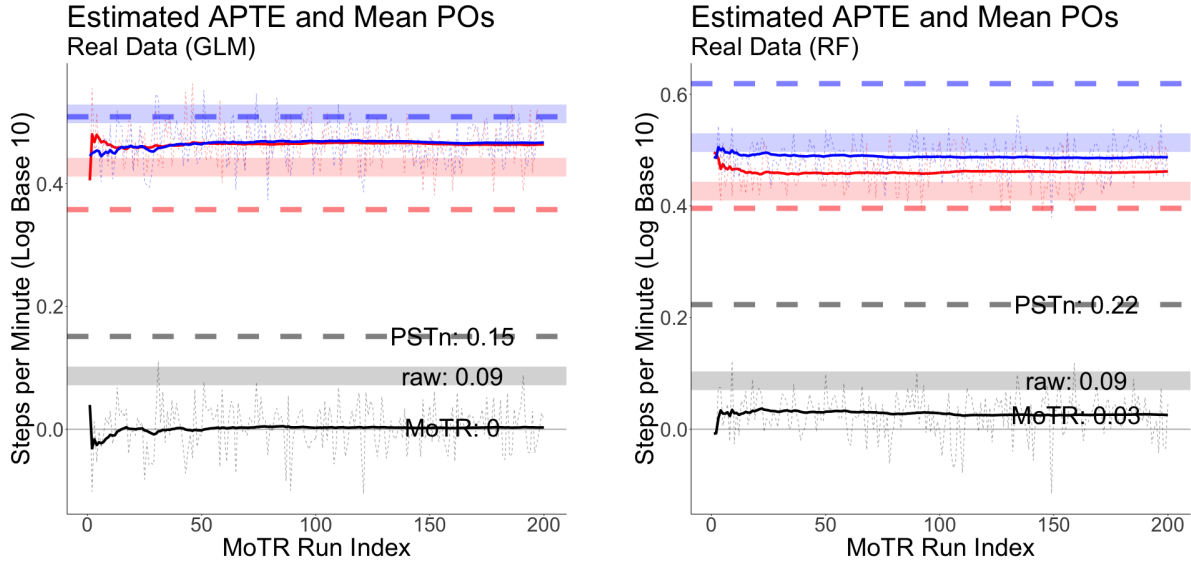 Estimated APTE and Mean POs
Real Data (GLM)
Steps per Minute (Log Base 10)
0.4
0.2
0.0
PSTn: 0.15
raw: 0.09
MoTR: 0
0
50
100
150
200
MoTR Run Index
Estimated APTE and Mean POs
Real Data (RF)
Steps per Minute (Log Base 10)
0.6
0.4
0.2
0.0
PSTn: 0.22
raw: 0.09
MoTR: 0.03
0
50
100
150
200
MoTR Run Index